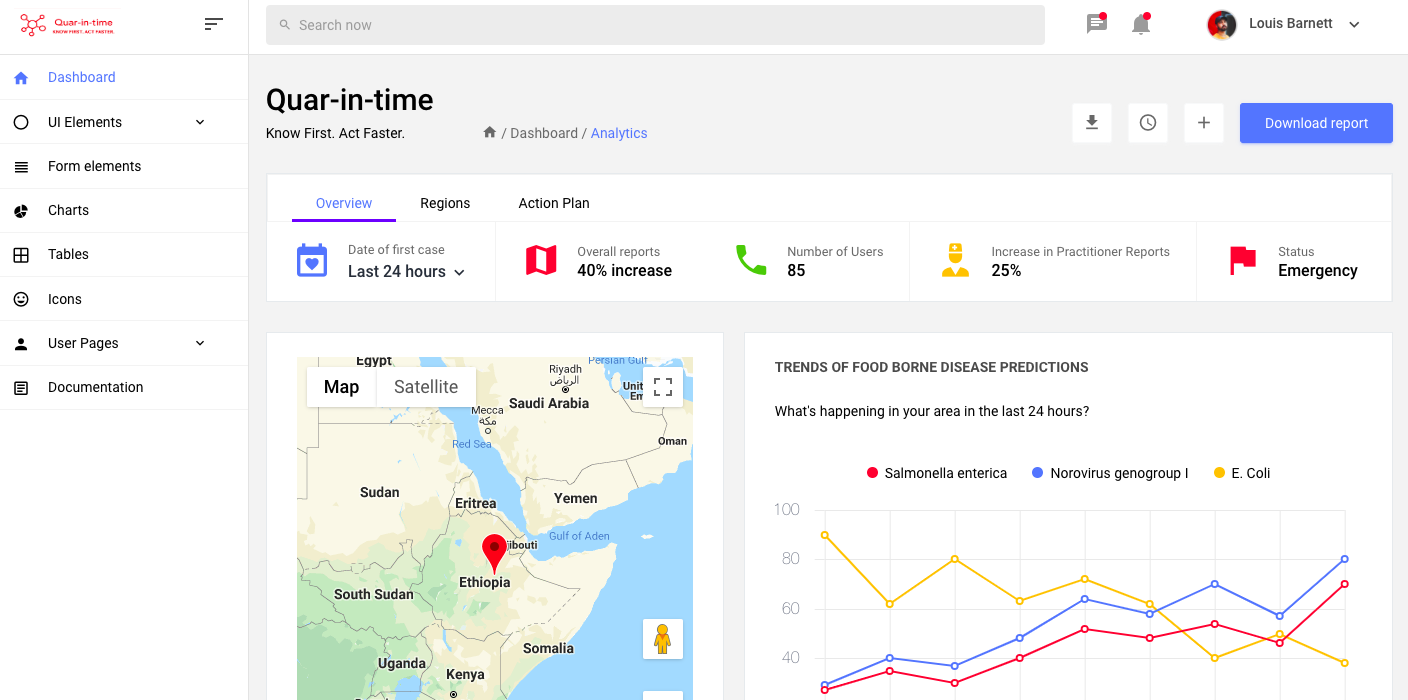 Quar-in-time
KNOW FIRST. ACT FASTER.
Search now
Louis Barnett
Dashboard
UI Elements
Form elements
Charts
Tables
Icons
User Pages
Documentation
Quar-in-time
Know First. Act Faster.
/ Dashboard / Analytics
Download report
Overview
Regions
Action Plan
Date of first case
Last 24 hours
Overall reports
40% increase
Number of Users
85
Increase in Practitioner Reports
25%
Status
Emergency
Map
Satellite
Egypt
Persian Gulf
Riyadh
الرياض
Unit
Em
Saudi Arabia
Mecca
مكة
Oman
Red Sea
Sudan
Eritrea
Yemen
Gulf of Aden
jibouti
Ethiopia
South Sudan
Somalia
Uganda
Kenya
TRENDS OF FOOD BORNE DISEASE PREDICTIONS
What's happening in your area in the last 24 hours?
Salmonella enterica
Norovirus genogroup I
E. Coli
100
80
60
40